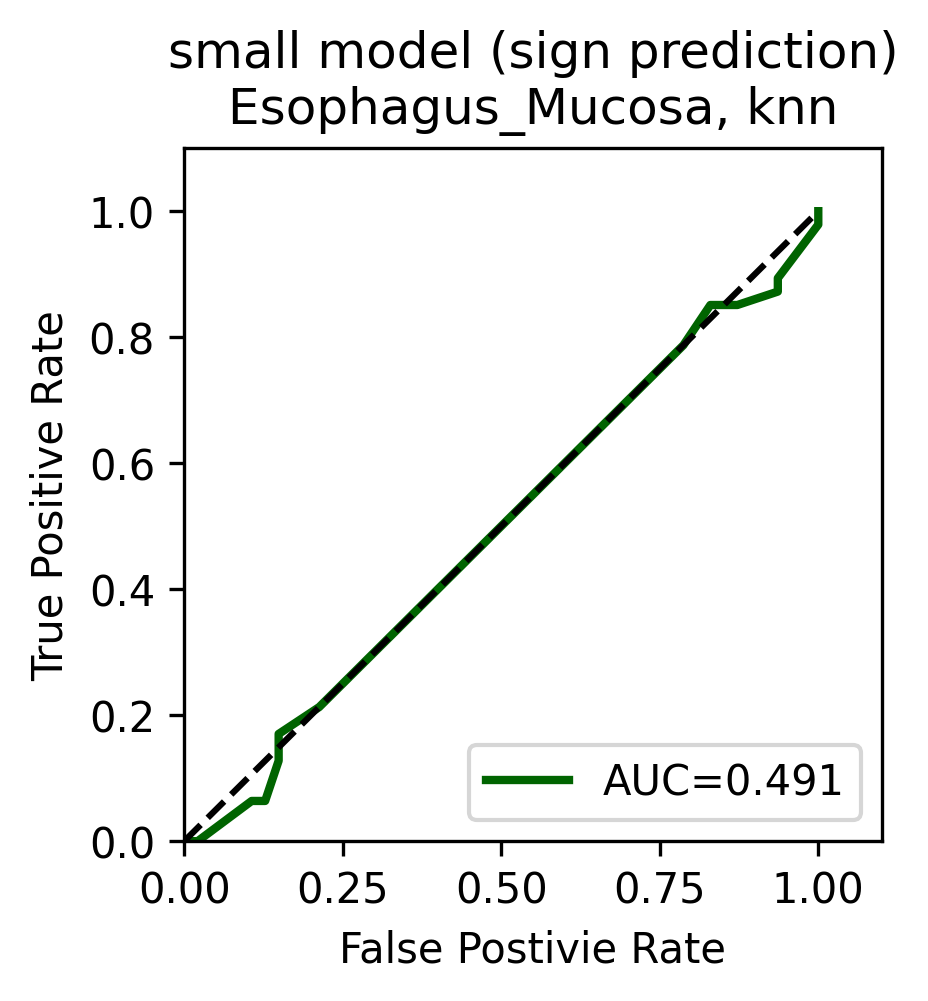 small model (sign prediction)
Esophagus_Mucosa, knn
1.0
0.8
0.6
0.4
0.2
0.0
True Positive Rate
AUC=0.491
0.00 0.25 0.50 0.75 1.00
False Postivie Rate